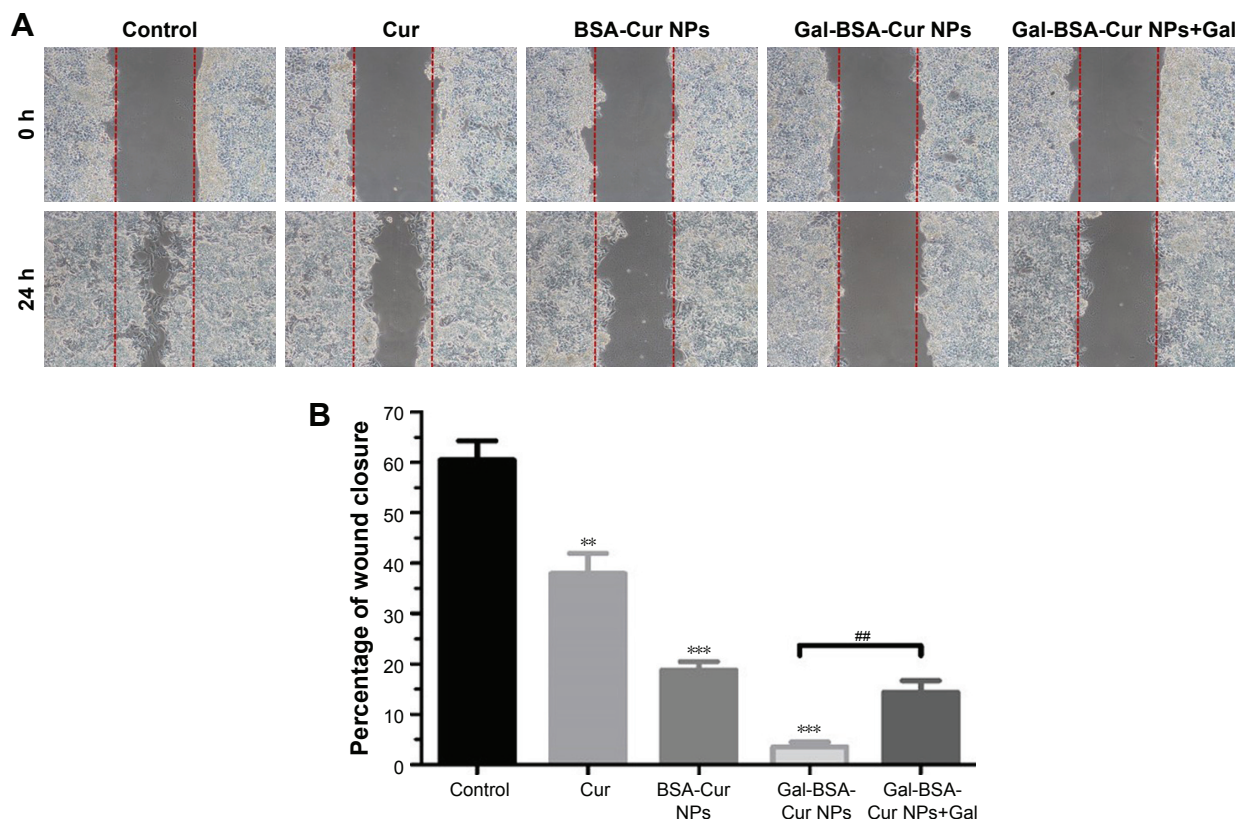 A
Control
Cur
BSA-Cur NPs
Gal-BSA-Cur NPs
Gal-BSA-Cur NPs+Gal
0 h
24 h
B
Percentage of wound closure
70
60
50
40
30
20
10
0
**
***
***
##
Control
Cur
BSA-Cur
NPs
Gal-BSA-
Cur NPs
Gal-BSA-
Cur NPs+Gal